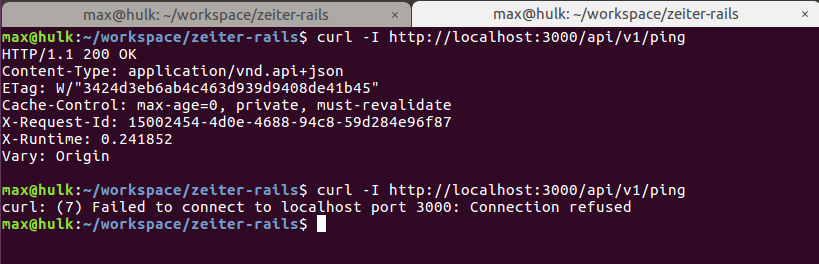 max@hulk: ~/workspace/zeiter-rails × max@hulk: ~/workspace/zeiter-rails ×
max@hulk:~/workspace/zeiter-rails$ curl -I http://localhost:3000/api/v1/ping
HTTP/1.1 200 OK
Content-Type: application/vnd.api+json
ETag: W/"3424d3eb6ab4c463d939d9408de41b45"
Cache-Control: max-age=0, private, must-revalidate
X-Request-Id: 15002454-4d0e-4688-94c8-59d284e96f87
X-Runtime: 0.241852
Vary: Origin
max@hulk:~/workspace/zeiter-rails$ curl -I http://localhost:3000/api/v1/ping
curl: (7) Failed to connect to localhost port 3000: Connection refused
max@hulk:~/workspace/zeiter-rails$